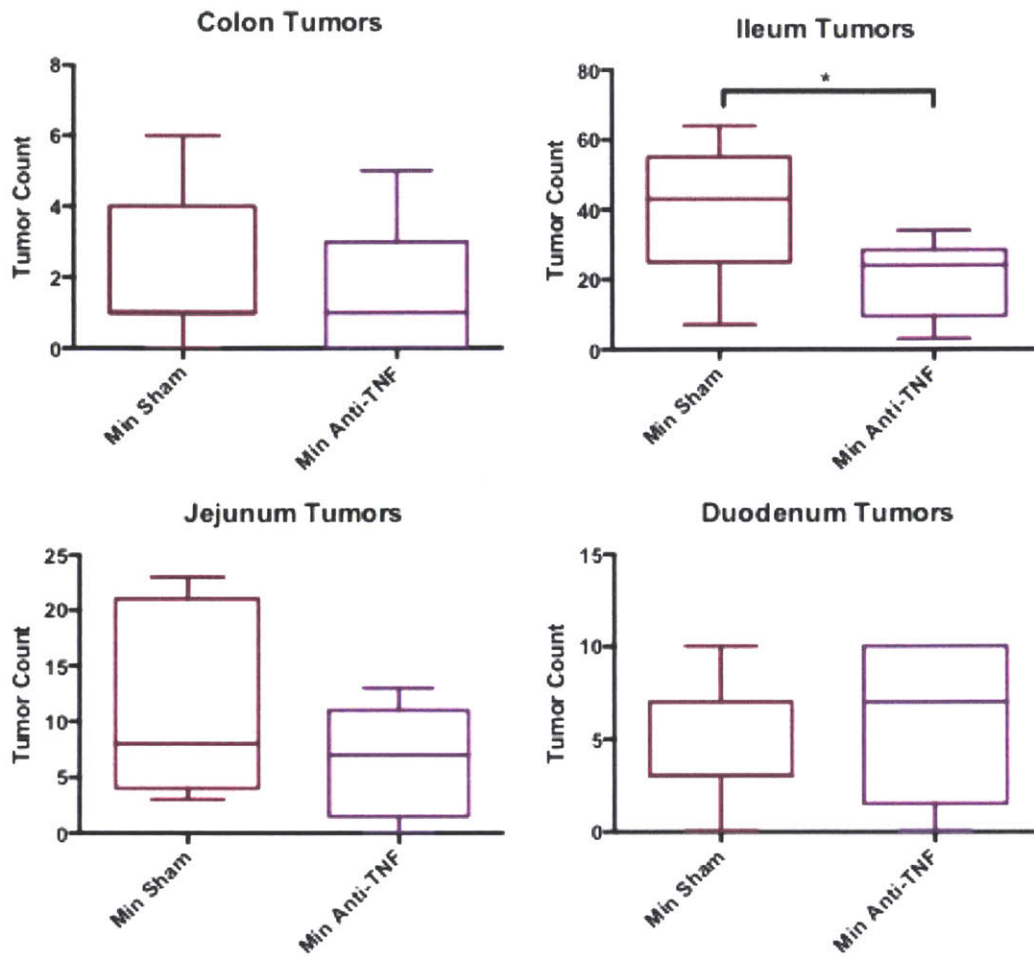 Colon Tumors
Tumor Count
8
6
4
2
0
Min Sham
Min Anti-TNF
Ileum Tumors
Tumor Count
80
60
40
20
0
*
Min Sham
Min Anti-TNF
Jejunum Tumors
Tumor Count
25
20
15
10
5
0
Min Sham
Min Anti-TNF
Duodenum Tumors
Tumor Count
15
10
5
0
Min Sham
Min Anti-TNF